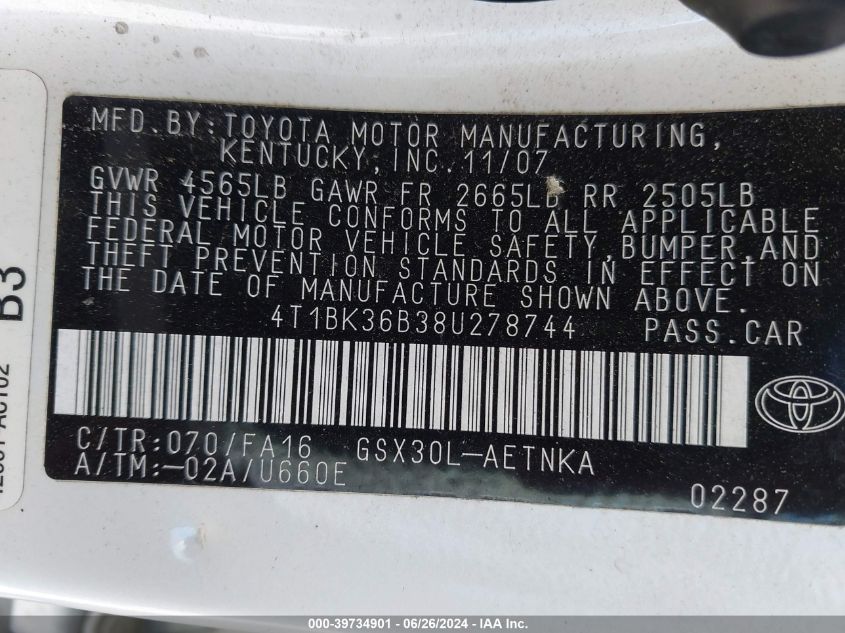 MFD.BY:TOYOTA MOTOR MANUFACTURING,
KENTUCKY,INC.11/07
GVWR 4565LB GAWR FR 2665LB RR 2505LB
THIS VEHICLE CONFORMS TO ALL APPLICABLE
FEDERAL MOTOR VEHICLE SAFETY,BUMPER,AND
THEFT PREVENTION STANDARDS IN EFFECT ON
THE DATE OF MANUFACTURE SHOWN ABOVE.
4T1BK36B38U278744 PASS.CAR
C/TR:070/FA16 GSX30L-AETNKA
A/TM:-02A/U660E
02287
B3
000-39734901 - 06/26/2024 - IAA Inc.